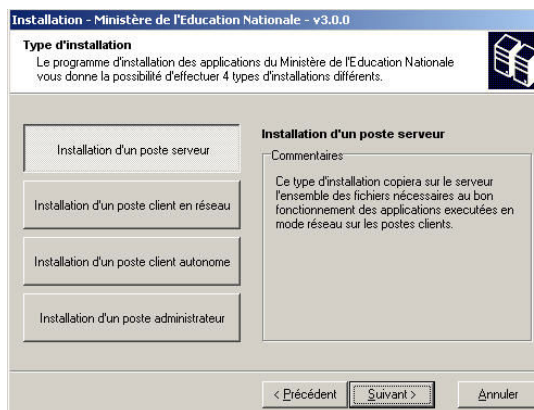 Installation - Ministère de l'Education Nationale - v3.0.0
Type d'installation
Le programme d'installation des applications du Ministère de l'Education Nationale
vous donne la possibilité d'effectuer 4 types d'installations différents.
Installation d'un poste serveur
Installation d'un poste client en réseau
Installation d'un poste client autonome
Installation d'un poste administrateur
Installation d'un poste serveur
Commentaires
Ce type d'installation copiera sur le serveur
l'ensemble des fichiers nécessaires au bon
fonctionnement des applications executées en
mode réseau sur les postes clients.
< Précédent
Suivant >
Annuler